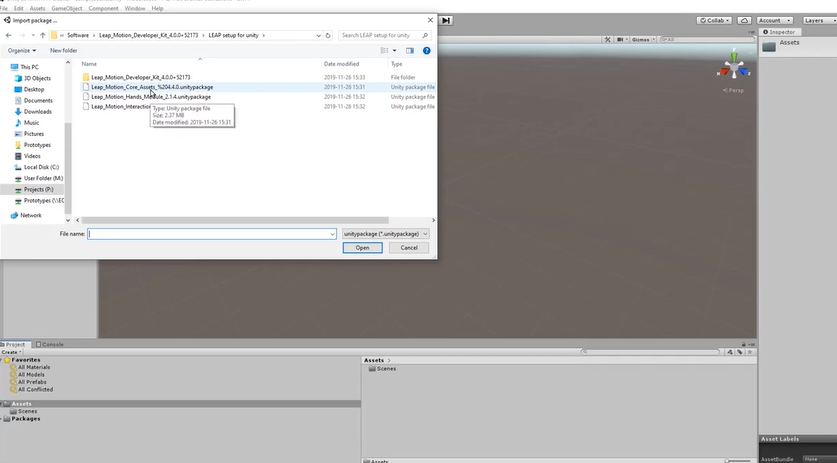 File Edit Assets GameObject Component Window Help
Import package ...
Collab
Account
Layers
Software > Leap_Motion_Developer_Kit_4.0.0+52173 > LEAP setup for unity >
Search LEAP setup for unity
Gizmos
All
Inspector
Organize
New folder
Assets
Name
Date modified
Type
This PC
3D Objects
Desktop
Documents
Downloads
Music
Pictures
Prototypes
Videos
Local Disk (C:)
User Folder (M:)
Projects (P:)
Prototypes (\\EC
Network
Leap_Motion_Developer_Kit_4.0.0+52173
2019-11-26 15:33
File folder
Leap_Motion_Core_Assets_%204.4.0.unitypackage
2019-11-26 15:31
Unity package file
Leap_Motion_Hands_Module_2.1.4.unitypackage
2019-11-26 15:32
Unity package file
Leap_Motion_Interaction
2019-11-26 15:32
Unity package file
Type: Unity package file
Size: 2.37 MB
Date modified: 2019-11-26 15:31
y
x
z
Persp
File name:
unitypackage (*.unitypackage)
Open
Cancel
Project
Console
Create
Favorites
All Materials
All Models
All Prefabs
All Conflicted
Assets
Scenes
Packages
Assets >
Scenes
Assets
Asset Labels
AssetBundle
None